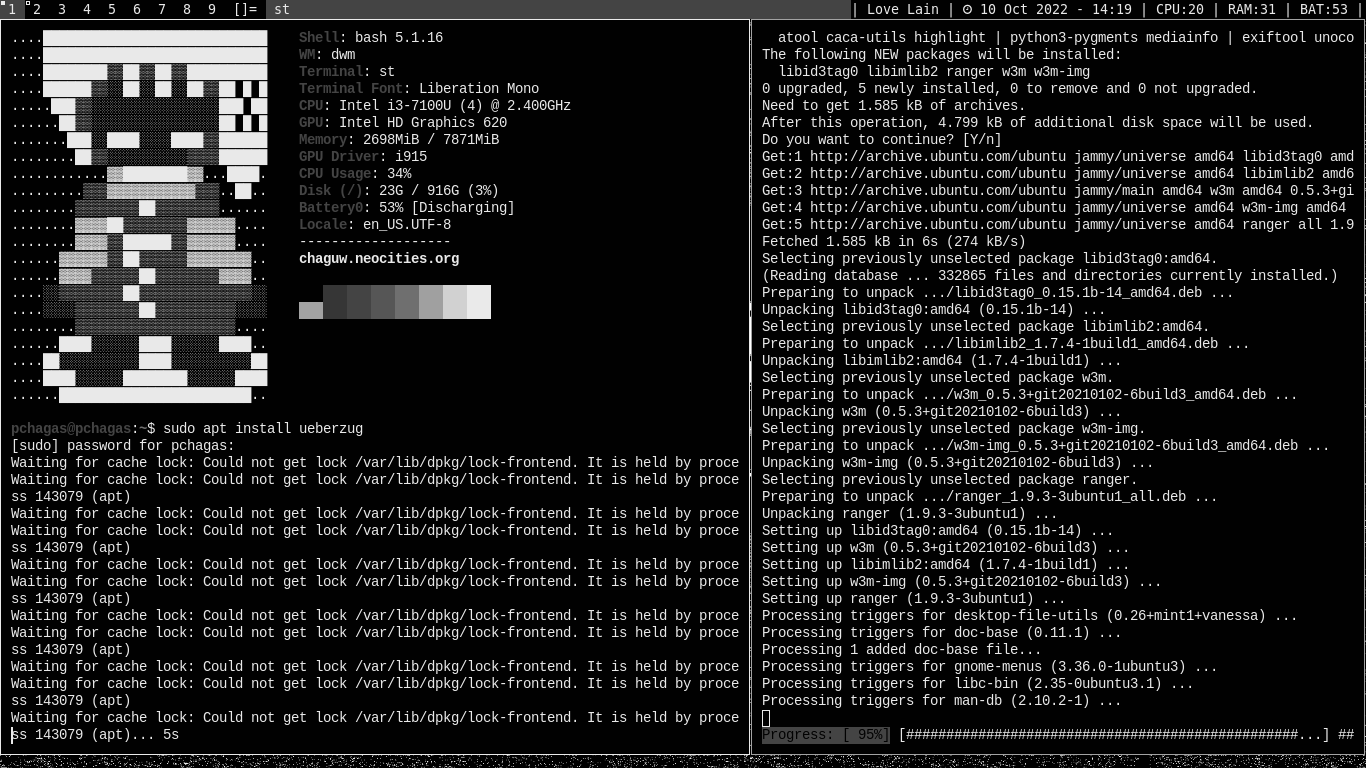 1 2 3 4 5 6 7 8 9 []= st | Love Lain | ⊙ 10 Oct 2022 - 14:19 | CPU:20 | RAM:31 | BAT:53 |
Shell: bash 5.1.16
WM: dwm
Terminal: st
Terminal Font: Liberation Mono
CPU: Intel i3-7100U (4) @ 2.400GHz
GPU: Intel HD Graphics 620
Memory: 2698MiB / 7871MiB
GPU Driver: i915
CPU Usage: 34%
Disk (/): 23G / 916G (3%)
Battery0: 53% [Discharging]
Locale: en_US.UTF-8
-------------------
chaguw.neocities.org
pchagas@pchagas:~$ sudo apt install ueberzug
[sudo] password for pchagas:
Waiting for cache lock: Could not get lock /var/lib/dpkg/lock-frontend. It is held by proce
Waiting for cache lock: Could not get lock /var/lib/dpkg/lock-frontend. It is held by proce
ss 143079 (apt)
Waiting for cache lock: Could not get lock /var/lib/dpkg/lock-frontend. It is held by proce
Waiting for cache lock: Could not get lock /var/lib/dpkg/lock-frontend. It is held by proce
ss 143079 (apt)
Waiting for cache lock: Could not get lock /var/lib/dpkg/lock-frontend. It is held by proce
Waiting for cache lock: Could not get lock /var/lib/dpkg/lock-frontend. It is held by proce
ss 143079 (apt)
Waiting for cache lock: Could not get lock /var/lib/dpkg/lock-frontend. It is held by proce
Waiting for cache lock: Could not get lock /var/lib/dpkg/lock-frontend. It is held by proce
ss 143079 (apt)
Waiting for cache lock: Could not get lock /var/lib/dpkg/lock-frontend. It is held by proce
Waiting for cache lock: Could not get lock /var/lib/dpkg/lock-frontend. It is held by proce
ss 143079 (apt)
Waiting for cache lock: Could not get lock /var/lib/dpkg/lock-frontend. It is held by proce
ss 143079 (apt)... 5s
atool caca-utils highlight | python3-pygments mediainfo | exiftool unoco
The following NEW packages will be installed:
libid3tag0 libimlib2 ranger w3m w3m-img
0 upgraded, 5 newly installed, 0 to remove and 0 not upgraded.
Need to get 1.585 kB of archives.
After this operation, 4.799 kB of additional disk space will be used.
Do you want to continue? [Y/n]
Get:1 http://archive.ubuntu.com/ubuntu jammy/universe amd64 libid3tag0 amd
Get:2 http://archive.ubuntu.com/ubuntu jammy/universe amd64 libimlib2 amd6
Get:3 http://archive.ubuntu.com/ubuntu jammy/main amd64 w3m amd64 0.5.3+gi
Get:4 http://archive.ubuntu.com/ubuntu jammy/universe amd64 w3m-img amd64
Get:5 http://archive.ubuntu.com/ubuntu jammy/universe amd64 ranger all 1.9
Fetched 1.585 kB in 6s (274 kB/s)
Selecting previously unselected package libid3tag0:amd64.
(Reading database ... 332865 files and directories currently installed.)
Preparing to unpack .../libid3tag0_0.15.1b-14_amd64.deb ...
Unpacking libid3tag0:amd64 (0.15.1b-14) ...
Selecting previously unselected package libimlib2:amd64.
Preparing to unpack .../libimlib2_1.7.4-1build1_amd64.deb ...
Unpacking libimlib2:amd64 (1.7.4-1build1) ...
Selecting previously unselected package w3m.
Preparing to unpack .../w3m_0.5.3+git20210102-6build3_amd64.deb ...
Unpacking w3m (0.5.3+git20210102-6build3) ...
Selecting previously unselected package w3m-img.
Preparing to unpack .../w3m-img_0.5.3+git20210102-6build3_amd64.deb ...
Unpacking w3m-img (0.5.3+git20210102-6build3) ...
Selecting previously unselected package ranger.
Preparing to unpack .../ranger_1.9.3-3ubuntu1_all.deb ...
Unpacking ranger (1.9.3-3ubuntu1) ...
Setting up libid3tag0:amd64 (0.15.1b-14) ...
Setting up w3m (0.5.3+git20210102-6build3) ...
Setting up libimlib2:amd64 (1.7.4-1build1) ...
Setting up w3m-img (0.5.3+git20210102-6build3) ...
Setting up ranger (1.9.3-3ubuntu1) ...
Processing triggers for desktop-file-utils (0.26+mint1+vanessa) ...
Processing triggers for doc-base (0.11.1) ...
Processing 1 added doc-base file...
Processing triggers for gnome-menus (3.36.0-1ubuntu3) ...
Processing triggers for libc-bin (2.35-0ubuntu3.1) ...
Processing triggers for man-db (2.10.2-1) ...
Progress: [ 95%] [#################################################...] ##